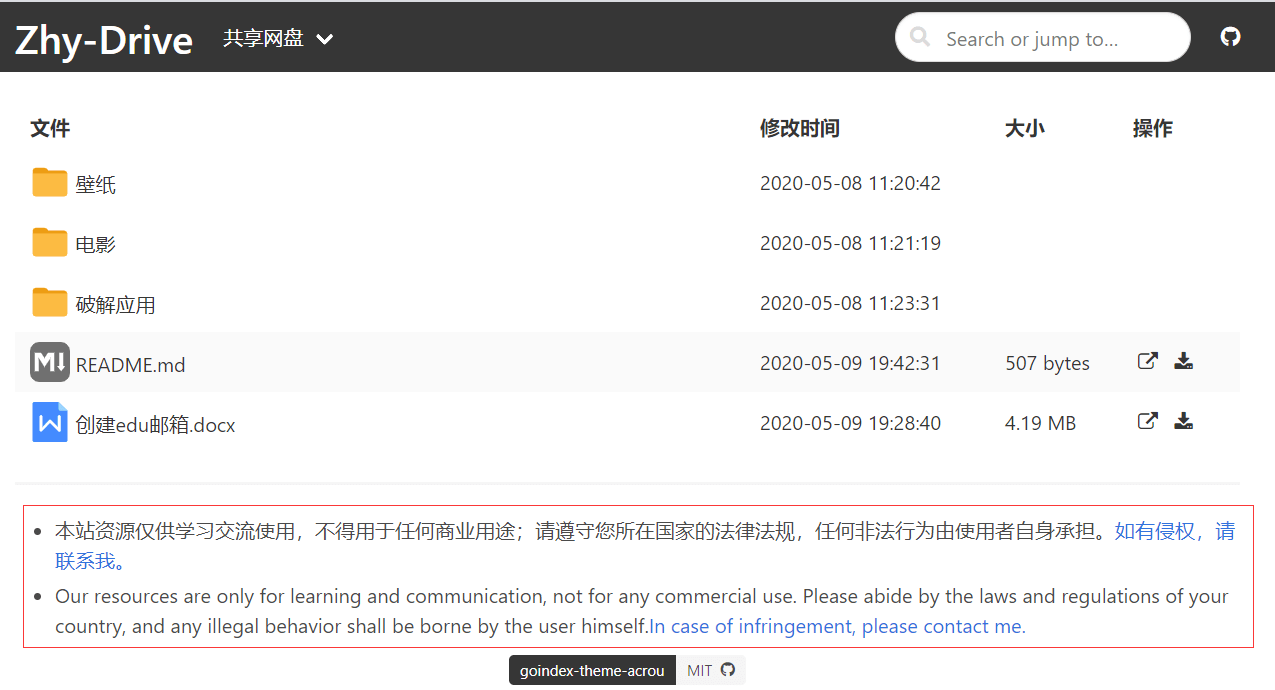 Zhy-Drive 共享网盘 Search or jump to...
文件 修改时间 大小 操作
壁纸 2020-05-08 11:20:42
电影 2020-05-08 11:21:19
破解应用 2020-05-08 11:23:31
M README.md 2020-05-09 19:42:31 507 bytes
W 创建edu邮箱.docx 2020-05-09 19:28:40 4.19 MB
本站资源仅供学习交流使用，不得用于任何商业用途；请遵守您所在国家的法律法规，任何非法行为由使用者自身承担。如有侵权，请
联系我。
Our resources are only for learning and communication, not for any commercial use. Please abide by the laws and regulations of your
country, and any illegal behavior shall be borne by the user himself.In case of infringement, please contact me.
goindex-theme-acrou MIT